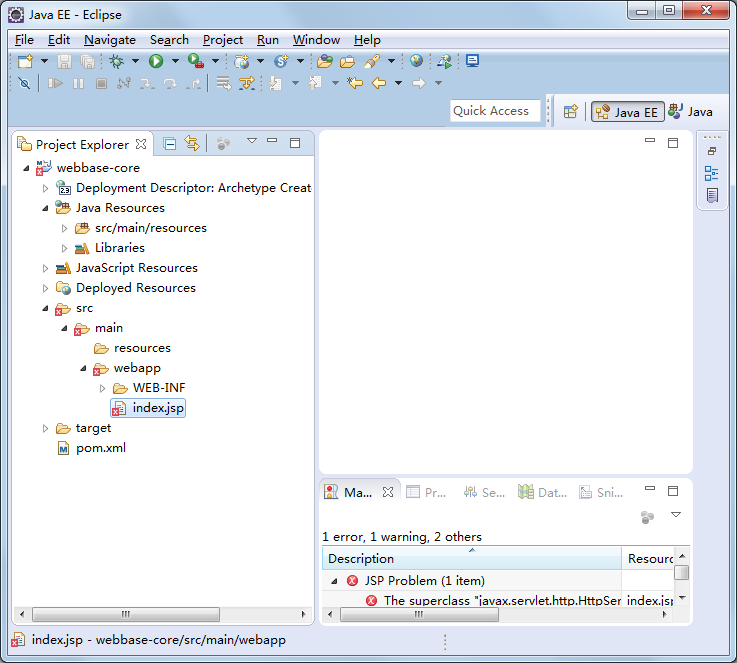 Java EE - Eclipse
File Edit Navigate Search Project Run Window Help
Quick Access
Java EE
Java
Project Explorer
webbase-core
Deployment Descriptor: Archetype Creat
Java Resources
src/main/resources
Libraries
JavaScript Resources
Deployed Resources
src
main
resources
webapp
WEB-INF
index.jsp
target
pom.xml
Ma... Pr... Se... Dat... Sni...
1 error, 1 warning, 2 others
Description Resourc
JSP Problem (1 item)
The superclass "javax.servlet.http.HttpSer index.jsp
index.jsp - webbase-core/src/main/webapp